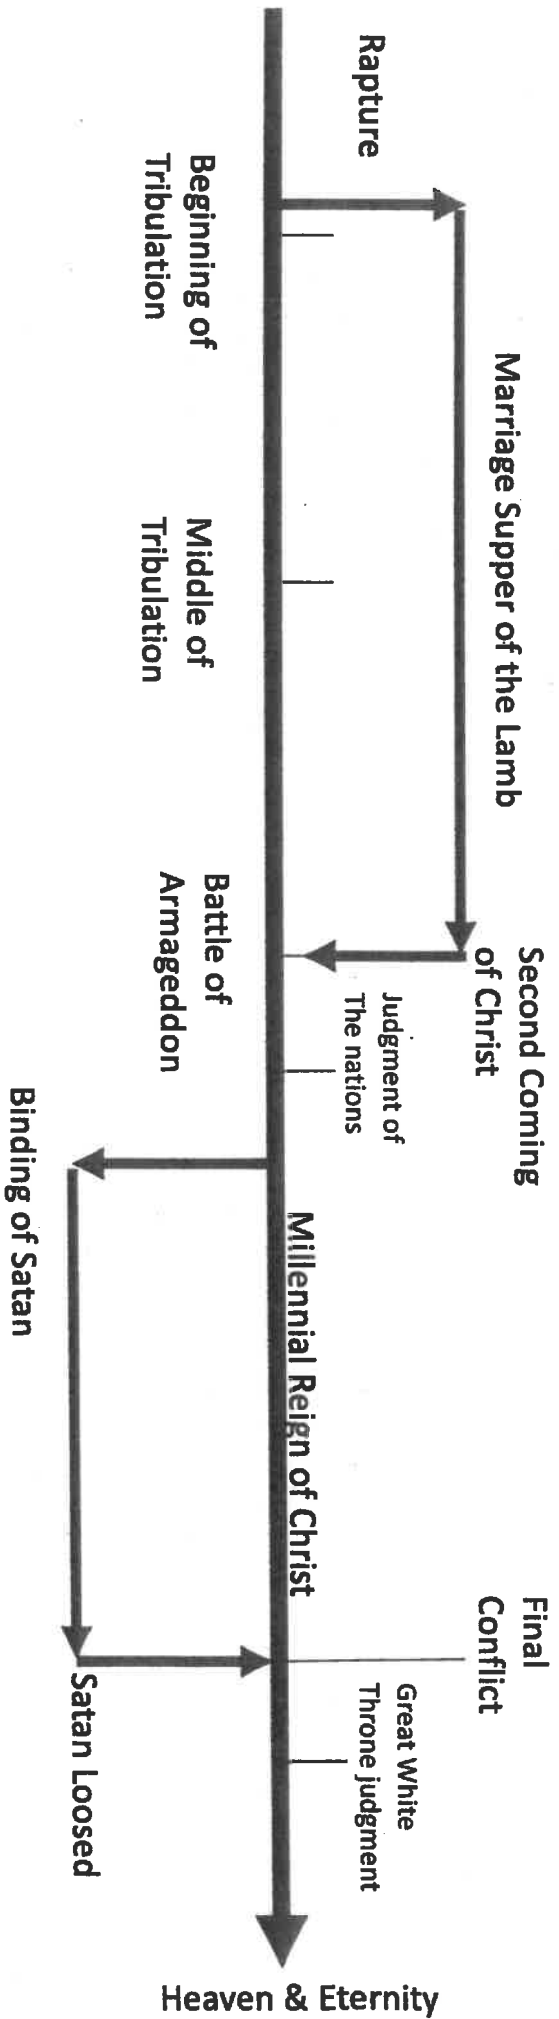 Rapture
Beginning of
Tribulation
Marriage Supper of the Lamb
Middle of
Tribulation
Battle of
Armageddon
Second Coming
of Christ
Judgment of
The nations
Binding of Satan
Millennial Reign of Christ
Final
Conflict
Satan Loosed
Great White
Throne judgment
Heaven & Eternity